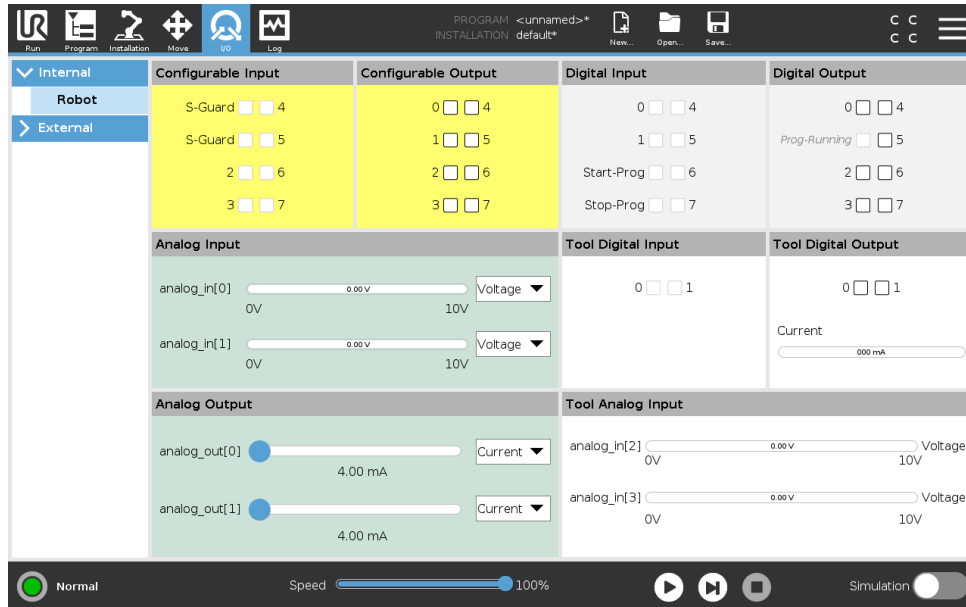 UR
PROGRAM <unnamed>*
INSTALLATION default*
Run Program Installation Move I/O Log New... Open... Save...
C C
C C
Internal
Robot
External
Configurable Input Configurable Output Digital Input Digital Output
S-Guard 4 0 4 0 4 0 4
S-Guard 5 1 5 1 5 Prog-Running 5
2 6 2 6 Start-Prog 6 2 6
3 7 3 7 Stop-Prog 7 3 7
Analog Input Tool Digital Input Tool Digital Output
analog_in[0] 0.00 V Voltage 0 1 0 1
0V 10V
Current
analog_in[1] 0.00 V Voltage 000 mA
0V 10V
Analog Output Tool Analog Input
analog_out[0] Current analog_in[2] 0.00 V Voltage
4.00 mA 0V 10V
analog_out[1] Current analog_in[3] 0.00 V Voltage
4.00 mA 0V 10V
Normal Speed 100% Simulation